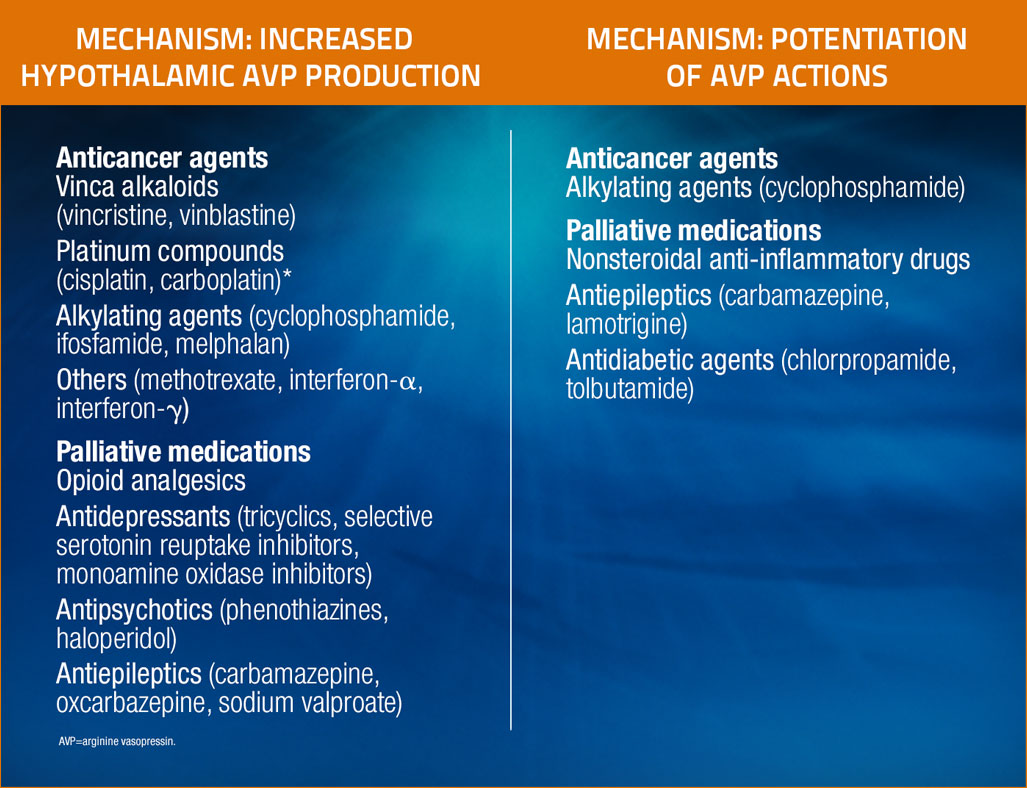 MECHANISM: INCREASED
HYPOTHALAMIC AVP PRODUCTION
Anticancer agents
Vinca alkaloids
(vincristine, vinblastine)
Platinum compounds
(cisplatin, carboplatin)*
Alkylating agents (cyclophosphamide,
ifosfamide, melphalan)
Others (methotrexate, interferon-α,
interferon-γ)
Palliative medications
Opioid analgesics
Antidepressants (tricyclics, selective
serotonin reuptake inhibitors,
monoamine oxidase inhibitors)
Antipsychotics (phenothiazines,
haloperidol)
Antiepileptics (carbamazepine,
oxcarbazepine, sodium valproate)
AVP=arginine vasopressin.
MECHANISM: POTENTIATION
OF AVP ACTIONS
Anticancer agents
Alkylating agents (cyclophosphamide)
Palliative medications
Nonsteroidal anti-inflammatory drugs
Antiepileptics (carbamazepine,
lamotrigine)
Antidiabetic agents (chlorpropamide,
tolbutamide)